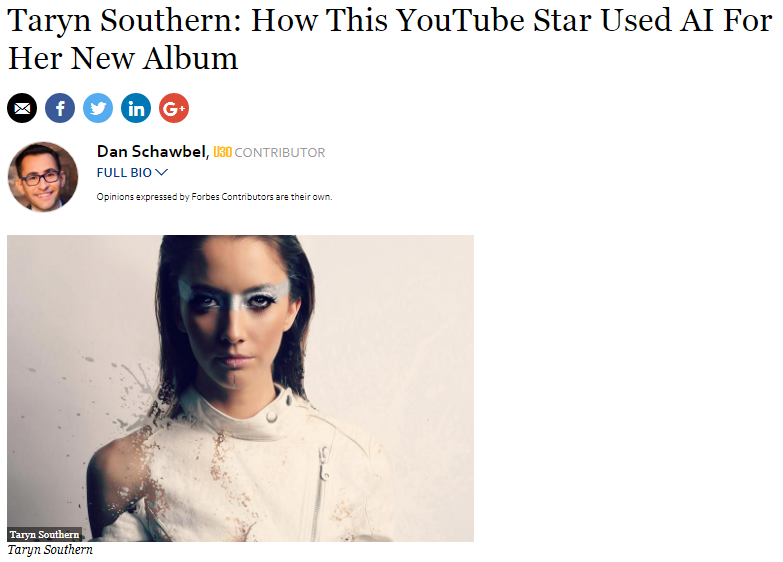 Taryn Southern: How This YouTube Star Used AI For
Her New Album
f
in
G+
Dan Schawbel, U30 CONTRIBUTOR
FULL BIO
Opinions expressed by Forbes Contributors are their own.
Taryn Southern
Taryn Southern